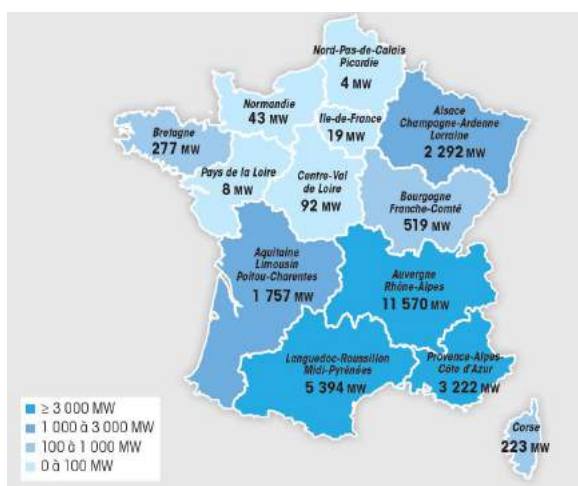 Nord-Pas-de-Calais
Picardie
4 MW
Normandie
43 MW
Ile-de-France
19 MW
Alsace
Champagne-Ardenne
Lorraine
2 292 MW
Bretagne
277 MW
Pays de la Loire
8 MW
Centre-Val
de Loire
92 MW
Bourgogne
Franche-Comté
519 MW
Aquitaine
Limousin
Poitou-Charentes
1 757 MW
Auvergne
Rhône-Alpes
11 570 MW
Languedoc-Roussillon
Midi-Pyrénées
5 394 MW
Provence-Alpes-
Côte d'Azur
3 222 MW
Corse
223 MW
≥ 3 000 MW
1 000 à 3 000 MW
100 à 1 000 MW
0 à 100 MW